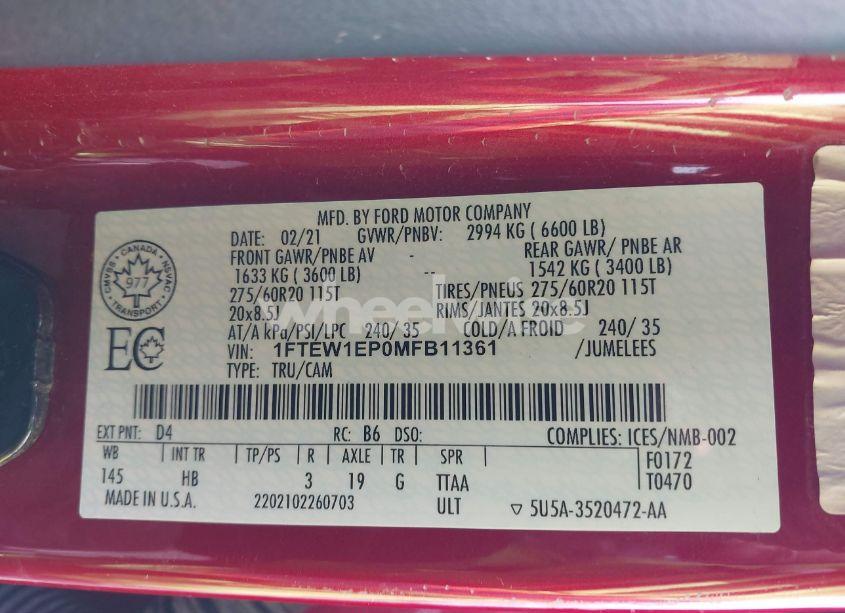 MFD. BY FORD MOTOR COMPANY
DATE: 02/21 GVWR/PNBV: 2994 KG ( 6600 LB)
FRONT GAWR/PNBE AV - REAR GAWR/ PNBE AR
1633 KG ( 3600 LB) -- 1542 KG ( 3400 LB)
275/60R20 115T TIRES/PNEUS 275/60R20 115T
20x8.5J RIMS/JANTES 20x8.5J
AT/A kPa/PSI/LPC 240/ 35 COLD/A FROID 240/ 35
VIN: 1FTEW1EP0MFB11361 /JUMELEES
TYPE: TRU/CAM
CANADA
CMVSS NSVAC
977
TRANSPORT
EC
EXT PNT: D4 RC: B6 DSO: COMPLIES: ICES/NMB-002
WB INT TR TP/PS R AXLE TR SPR F0172
145 HB 3 19 G TTAA T0470
MADE IN U.S.A. 2202102260703 ULT ▽ 5U5A-3520472-AA